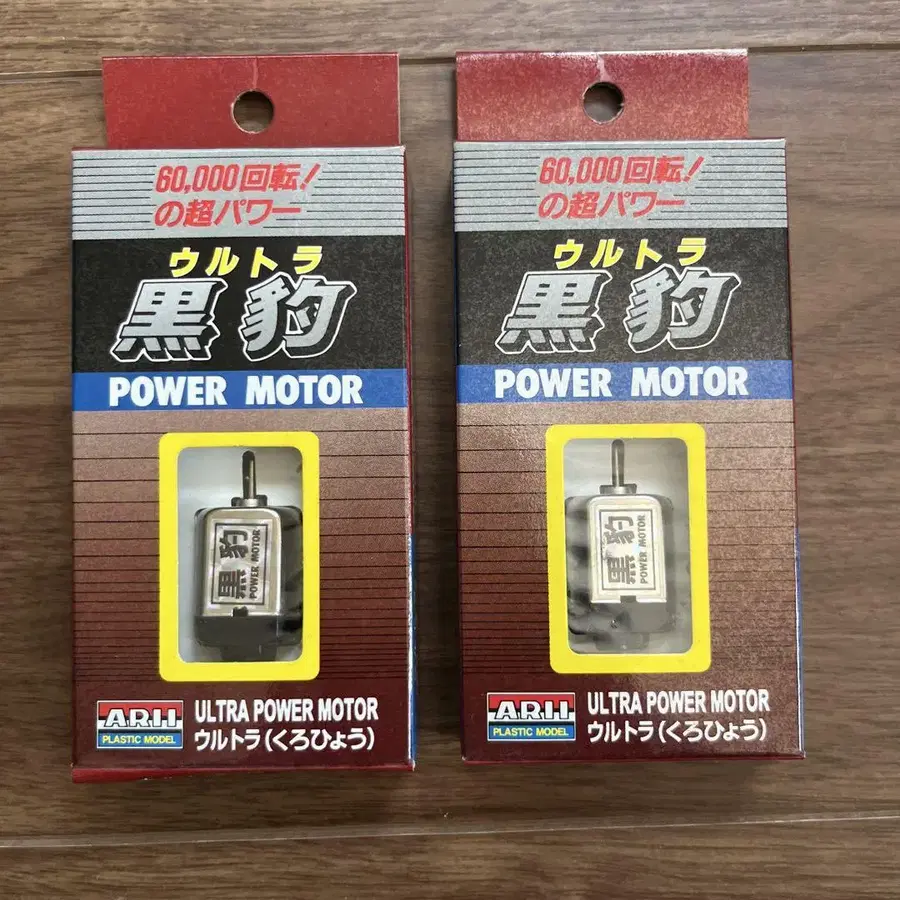 60,000回転!
の超パワー
ウルトラ
黒豹
POWER MOTOR
黒豹
POWER MOTOR
ARII
PLASTIC MODEL
ULTRA POWER MOTOR
ウルトラ(くろひょう)
60,000回転!
の超パワー
ウルトラ
黒豹
POWER MOTOR
黒豹
POWER MOTOR
ARII
PLASTIC MODEL
ULTRA POWER MOTOR
ウルトラ(くろひょう)